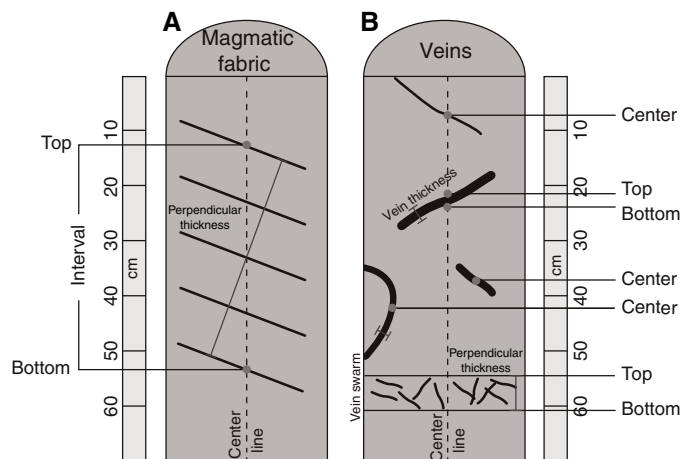 A
B
Magmatic
fabric
Veins
Top
Interval
Bottom
10
20
30
cm
40
50
60
Perpendicular
thickness
Center
line
Vein thickness
Vein swarm
Perpendicular
thickness
Center
line
10
20
30
cm
40
50
60
Center
Top
Bottom
Center
Center
Top
Bottom